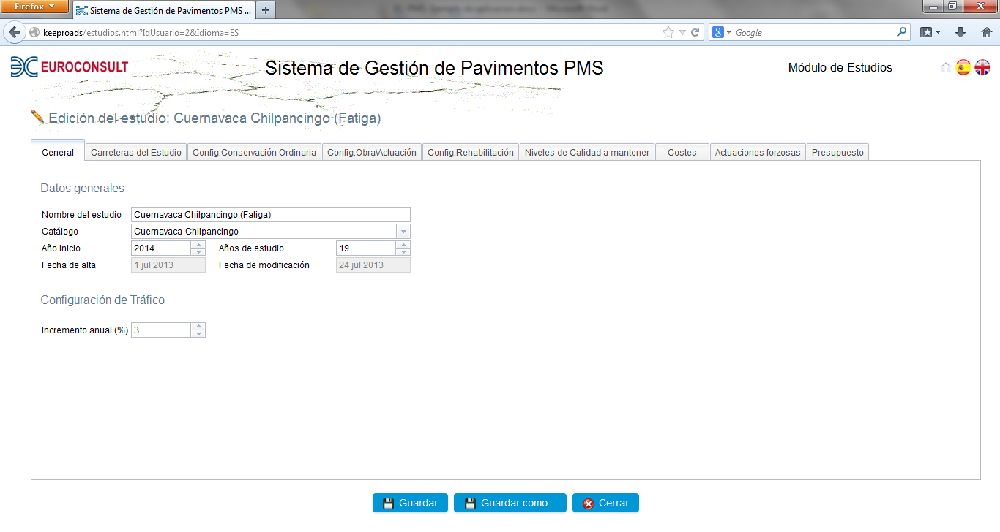 Firefox
Sistema de Gestión de Pavimentos PMS ...
keeproads/estudios.html?IdUsuario=2&Idioma=ES
Google
EUROCONSULT
Sistema de Gestión de Pavimentos PMS
Módulo de Estudios
Edición del estudio: Cuernavaca Chilpancingo (Fatiga)
General Carreteras del Estudio Config.Conservación Ordinaria Config.Obra\Actuación Config.Rehabilitación Niveles de Calidad a mantener Costes Actuaciones forzosas Presupuesto
Datos generales
Nombre del estudio Cuernavaca Chilpancingo (Fatiga)
Catálogo Cuernavaca-Chilpancingo
Año inicio 2014 Años de estudio 19
Fecha de alta 1 jul 2013 Fecha de modificación 24 jul 2013
Configuración de Tráfico
Incremento anual (%) 3
Guardar Guardar como... Cerrar